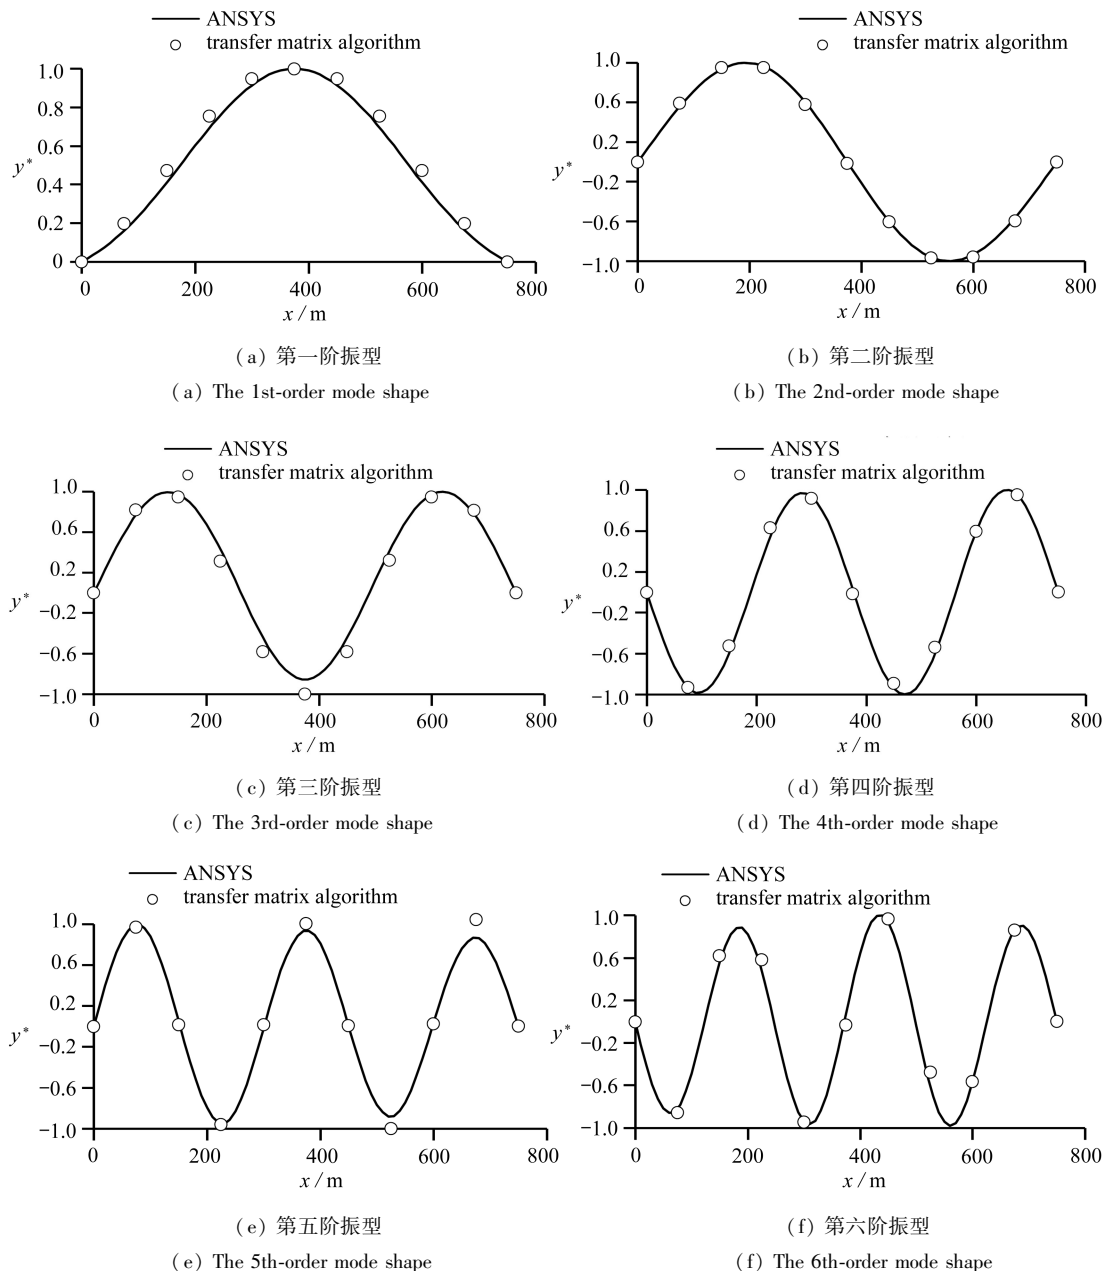 ANSYS
transfer matrix algorithm
1.0
0.8
0.6
y*
0.4
0.2
0
0 200 400 600 800
x / m
(a) 第一阶振型
(a) The 1st-order mode shape
ANSYS
transfer matrix algorithm
1.0
0.6
0.2
y*
−0.2
−0.6
−1.0
0 200 400 600 800
x / m
(b) 第二阶振型
(b) The 2nd-order mode shape
ANSYS
transfer matrix algorithm
1.0
0.6
0.2
y*
−0.2
−0.6
−1.0
0 200 400 600 800
x / m
(c) 第三阶振型
(c) The 3rd-order mode shape
ANSYS
transfer matrix algorithm
1.0
0.6
0.2
y*
−0.2
−0.6
−1.0
0 200 400 600 800
x / m
(d) 第四阶振型
(d) The 4th-order mode shape
ANSYS
transfer matrix algorithm
1.0
0.6
0.2
y*
−0.2
−0.6
−1.0
0 200 400 600 800
x / m
(e) 第五阶振型
(e) The 5th-order mode shape
ANSYS
transfer matrix algorithm
1.0
0.6
0.2
y*
−0.2
−0.6
−1.0
0 200 400 600 800
x / m
(f) 第六阶振型
(f) The 6th-order mode shape